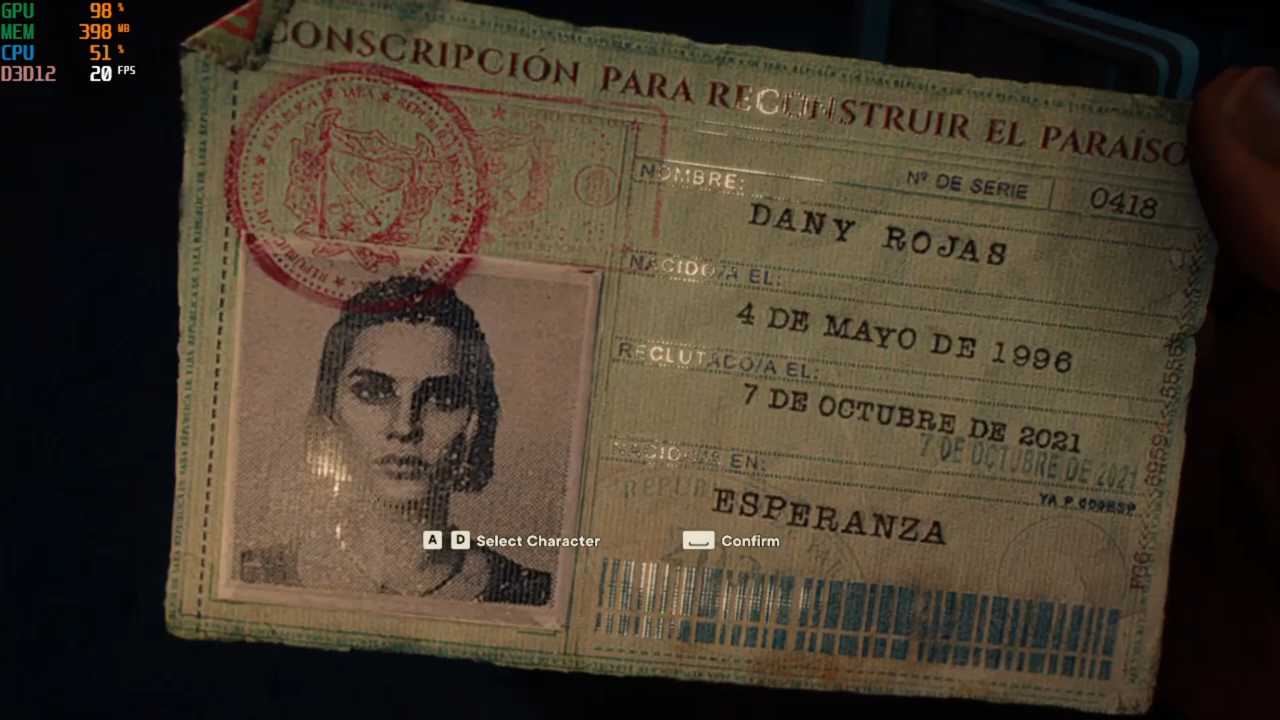 GPU 98 %
MEM 398 MB
CPU 51 %
D3D12 20 FPS
CONSCRIPCIÓN PARA RECONSTRUIR EL PARAÍSO
NOMBRE:
Nº DE SERIE 0418
DANY ROJAS
NACIDO/A EL:
4 DE MAYO DE 1996
RECLUTADO/A EL:
7 DE OCTUBRE DE 2021
7 DE OCTUBRE DE 2021
NACIDO/A EN:
ESPERANZA
A D Select Character
Confirm